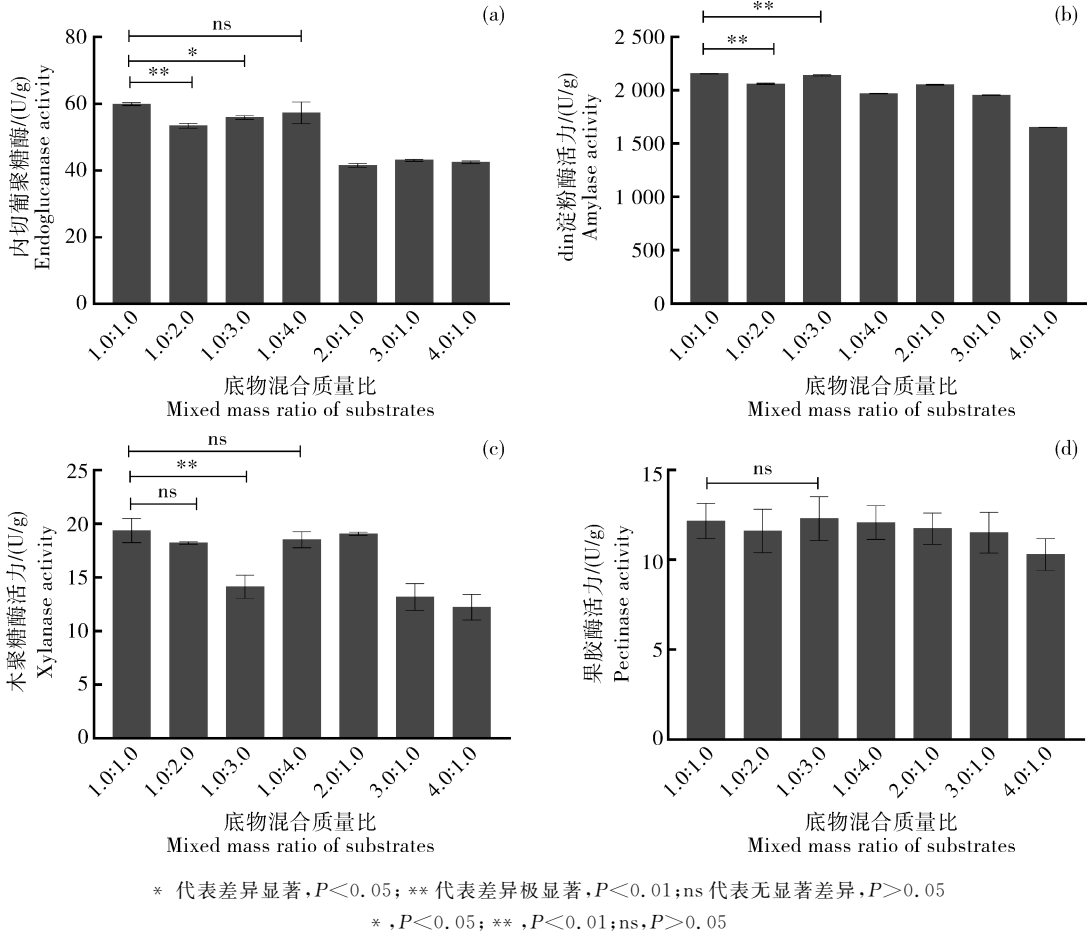 (a)
ns
*
**
80
60
40
20
0
内切葡聚糖酶/(U/g)
Endoglucanase activity
1.0:1.0
1.0:2.0
1.0:3.0
1.0:4.0
2.0:1.0
3.0:1.0
4.0:1.0
底物混合质量比
Mixed mass ratio of substrates
(b)
**
**
2 500
2 000
1 500
1 000
500
0
din淀粉酶活力/(U/g)
Amylase activity
1.0:1.0
1.0:2.0
1.0:3.0
1.0:4.0
2.0:1.0
3.0:1.0
4.0:1.0
底物混合质量比
Mixed mass ratio of substrates
(c)
ns
**
ns
25
20
15
10
5
0
木聚糖酶活力/(U/g)
Xylanase activity
1.0:1.0
1.0:2.0
1.0:3.0
1.0:4.0
2.0:1.0
3.0:1.0
4.0:1.0
底物混合质量比
Mixed mass ratio of substrates
(d)
ns
15
10
5
0
果胶酶活力/(U/g)
Pectinase activity
1.0:1.0
1.0:2.0
1.0:3.0
1.0:4.0
2.0:1.0
3.0:1.0
4.0:1.0
底物混合质量比
Mixed mass ratio of substrates
* 代表差异显著,P<0.05; ** 代表差异极显著,P<0.01;ns 代表无显著差异,P>0.05
*,P<0.05; **,P<0.01;ns,P>0.05